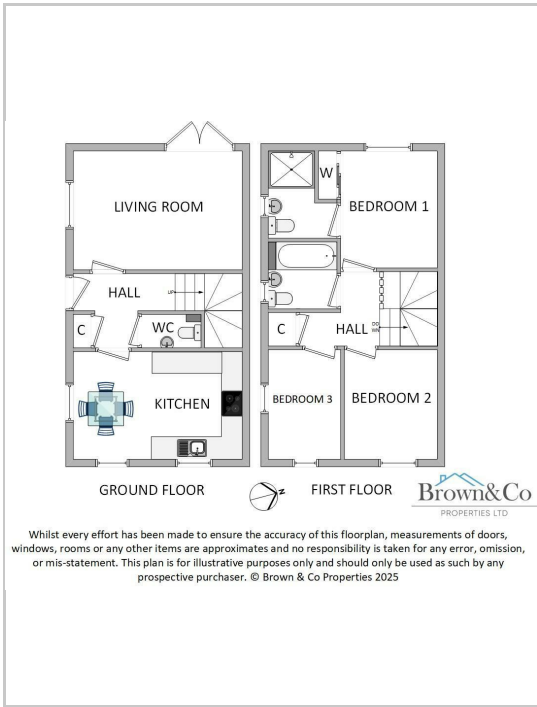 LIVING ROOM
HALL
UP
C
WC
KITCHEN
GROUND FLOOR
W
BEDROOM 1
C
HALL
DO
WN
BEDROOM 3
BEDROOM 2
FIRST FLOOR
N
Brown&Co
PROPERTIES LTD
Whilst every effort has been made to ensure the accuracy of this floorplan, measurements of doors,
windows, rooms or any other items are approximates and no responsibility is taken for any error, omission,
or mis-statement. This plan is for illustrative purposes only and should only be used as such by any
prospective purchaser. © Brown & Co Properties 2025